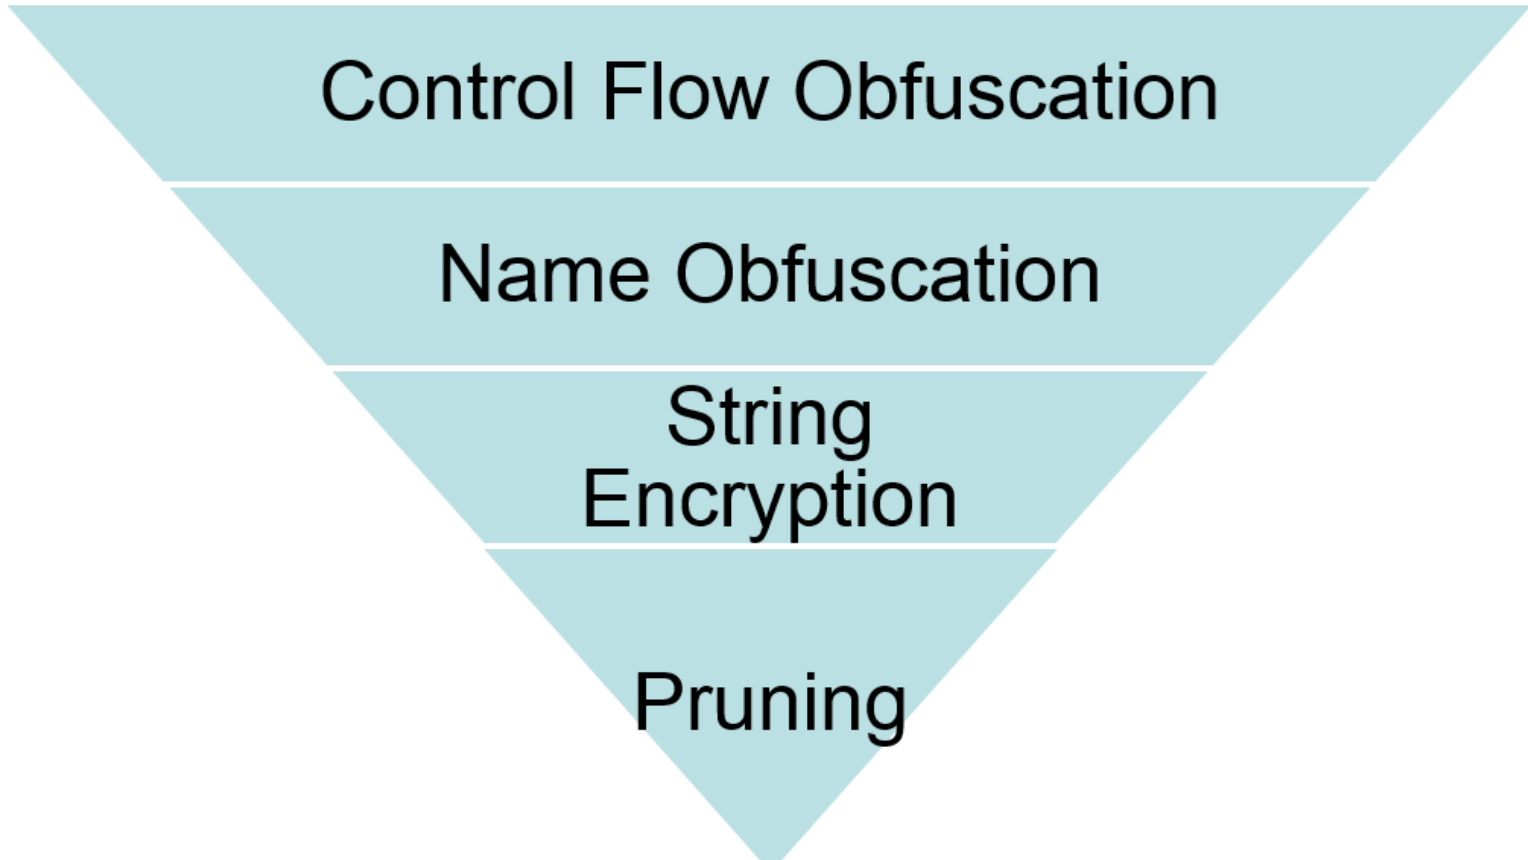 Control Flow Obfuscation
Name Obfuscation
String
Encryption
Pruning